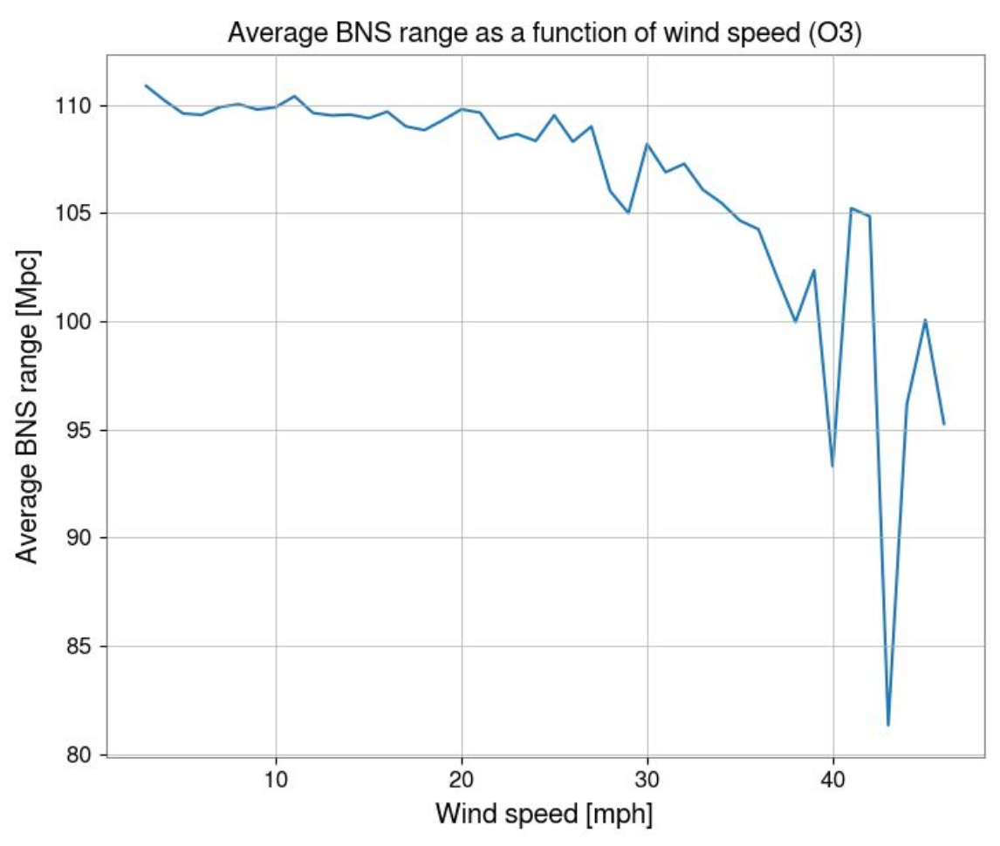 Average BNS range as a function of wind speed (O3)
Average BNS range [Mpc]
110
105
100
95
90
85
80
10 20 30 40
Wind speed [mph]